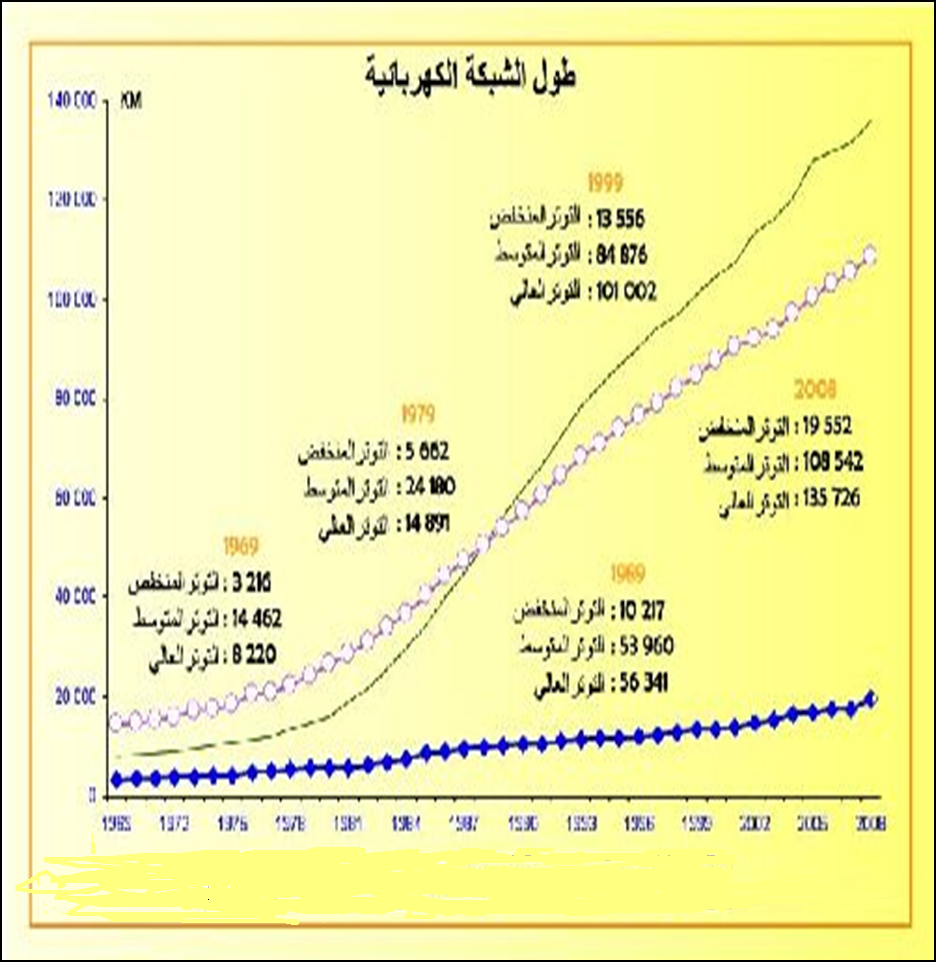 طول الشبكة الكهربائية
KM
140 000
120 000
100 000
80 000
60 000
40 000
20 000
0
1999
التوتر المنخفض : 13 556
التوتر المتوسط : 84 876
التوتر العالي : 101 002
2008
التوتر المنخفض : 19 552
التوتر المتوسط : 108 542
التوتر العالي : 135 726
1979
التوتر المنخفض : 5 662
التوتر المتوسط : 24 180
التوتر العالي : 14 891
1969
التوتر المنخفض : 3 216
التوتر المتوسط : 14 462
التوتر العالي : 8 220
1989
التوتر المنخفض : 10 217
التوتر المتوسط : 53 960
التوتر العالي : 56 341
1978 1981 1984 1987 1990 1993 1996 1999 2002 2005 2008